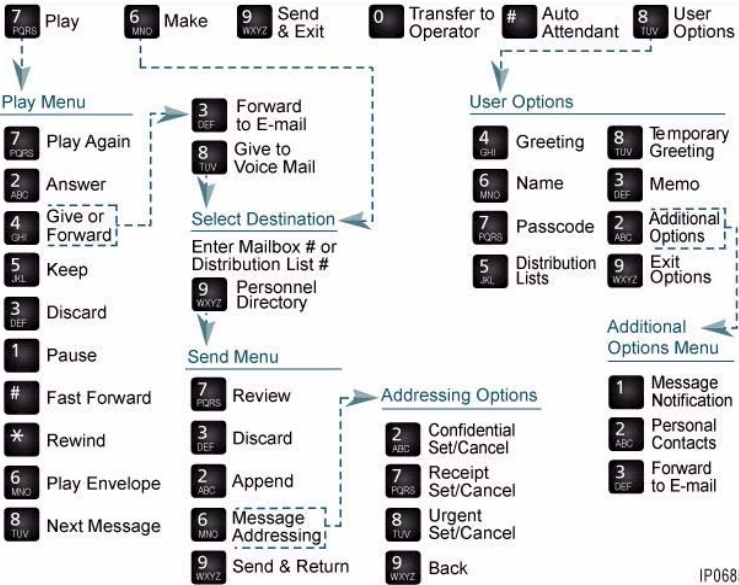 7 PQRS Play
6 MNO Make
9 WXYZ Send & Exit
0 Transfer to Operator
# Auto Attendant
8 TUV User Options
Play Menu
7 PQRS Play Again
2 ABC Answer
4 GHI Give or Forward
5 JKL Keep
3 DEF Discard
1 Pause
# Fast Forward
* Rewind
6 MNO Play Envelope
8 TUV Next Message
3 DEF Forward to E-mail
8 TUV Give to Voice Mail
Select Destination
Enter Mailbox # or
Distribution List #
9 WXYZ Personnel Directory
Send Menu
7 PQRS Review
3 DEF Discard
2 ABC Append
6 MNO Message Addressing
9 WXYZ Send & Return
Addressing Options
2 ABC Confidential Set/Cancel
7 PQRS Receipt Set/Cancel
8 TUV Urgent Set/Cancel
9 WXYZ Back
User Options
4 GHI Greeting
6 MNO Name
7 PQRS Passcode
5 JKL Distribution Lists
8 TUV Temporary Greeting
3 DEF Memo
2 ABC Additional Options
9 WXYZ Exit Options
Additional
Options Menu
1 Message Notification
2 ABC Personal Contacts
3 DEF Forward to E-mail